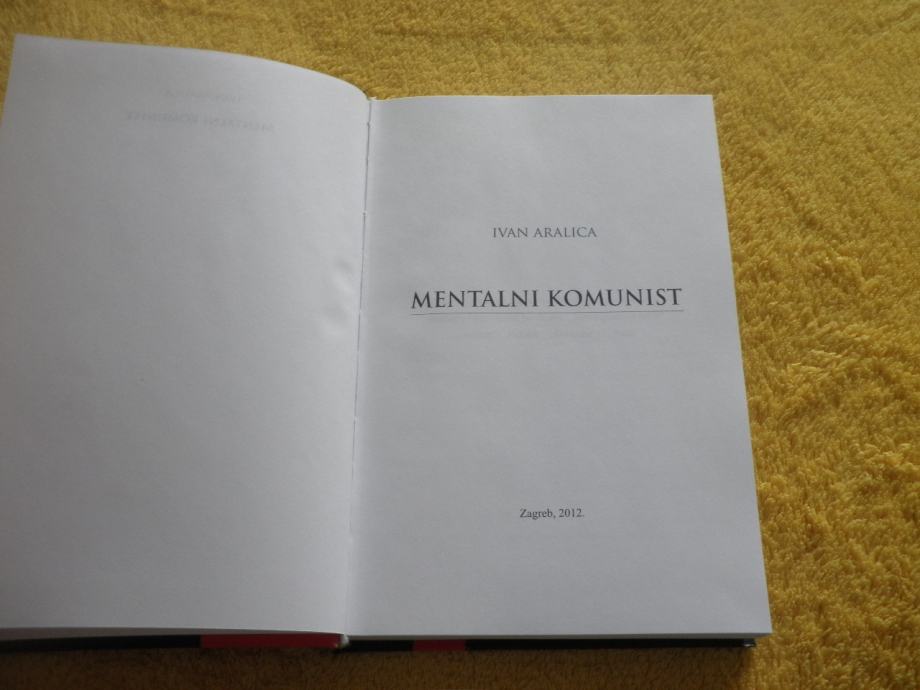 IVAN ARALICA
MENTALNI KOMUNIST
Zagreb, 2012.